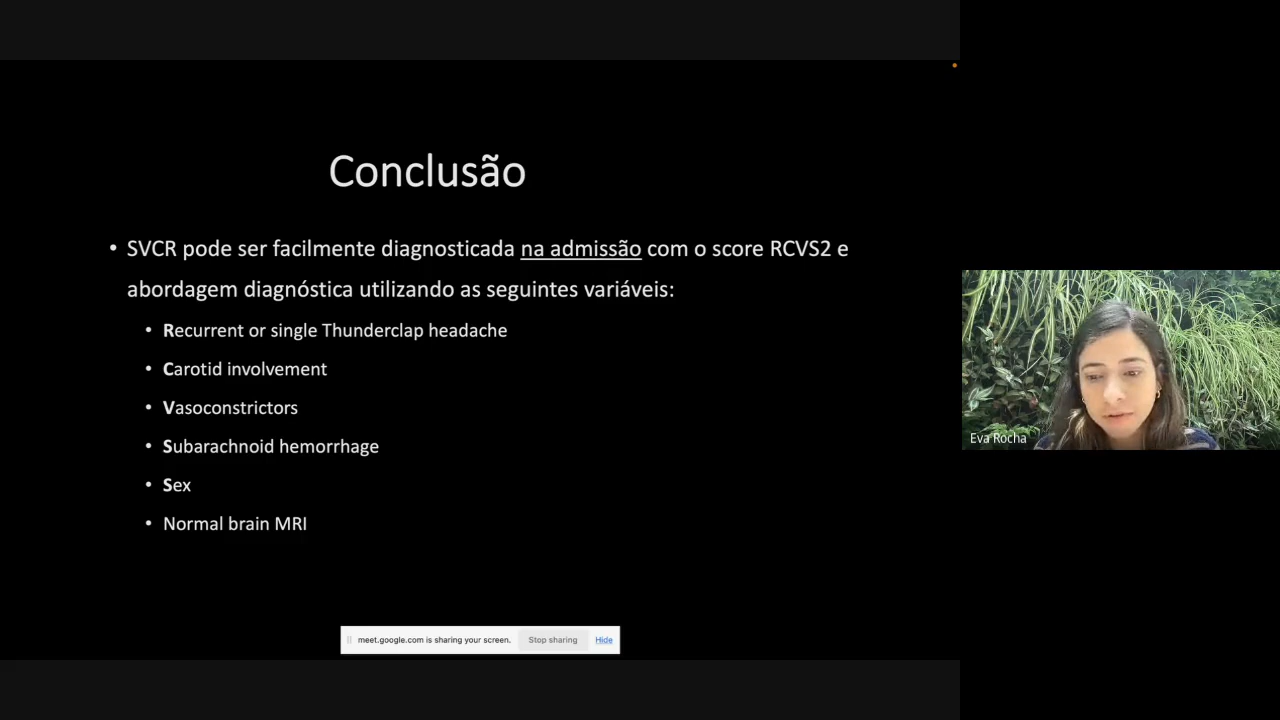 Conclusão
• SVCR pode ser facilmente diagnosticada na admissão com o score RCVS2 e
abordagem diagnóstica utilizando as seguintes variáveis:
• Recurrent or single Thunderclap headache
• Carotid involvement
• Vasoconstrictors
• Subarachnoid hemorrhage
• Sex
• Normal brain MRI
Eva Rocha
meet.google.com is sharing your screen. Stop sharing Hide